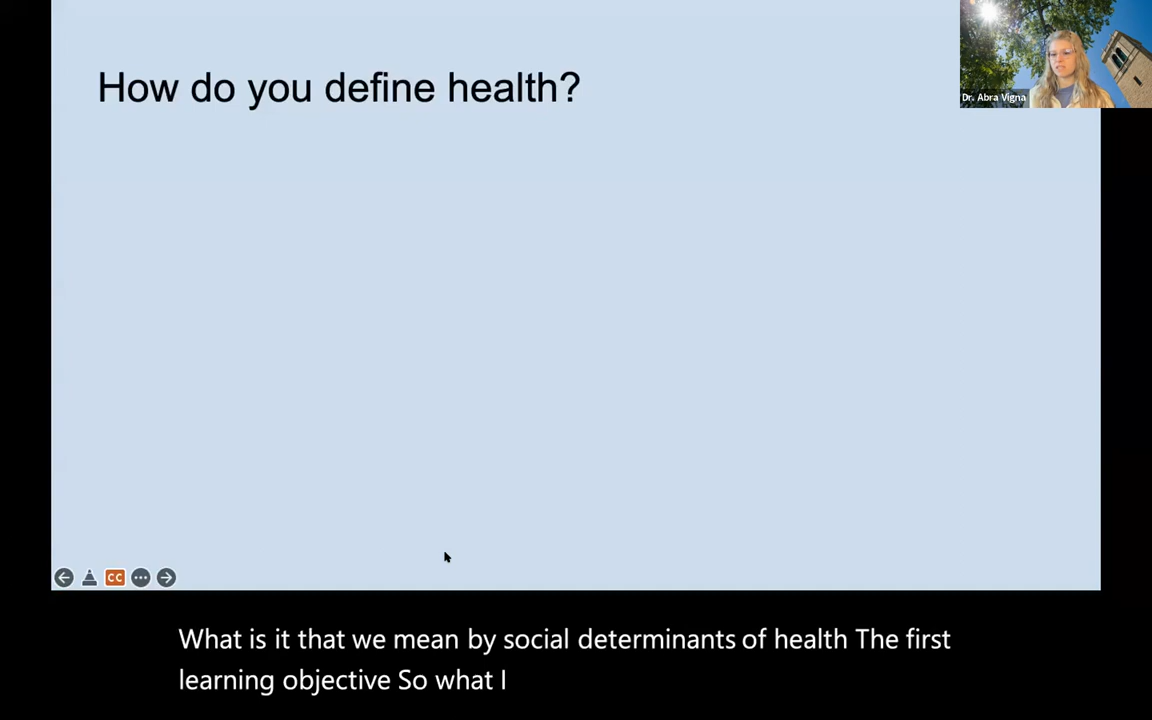 How do you define health?
Dr. Abra Vigna
CC
What is it that we mean by social determinants of health The first
learning objective So what I